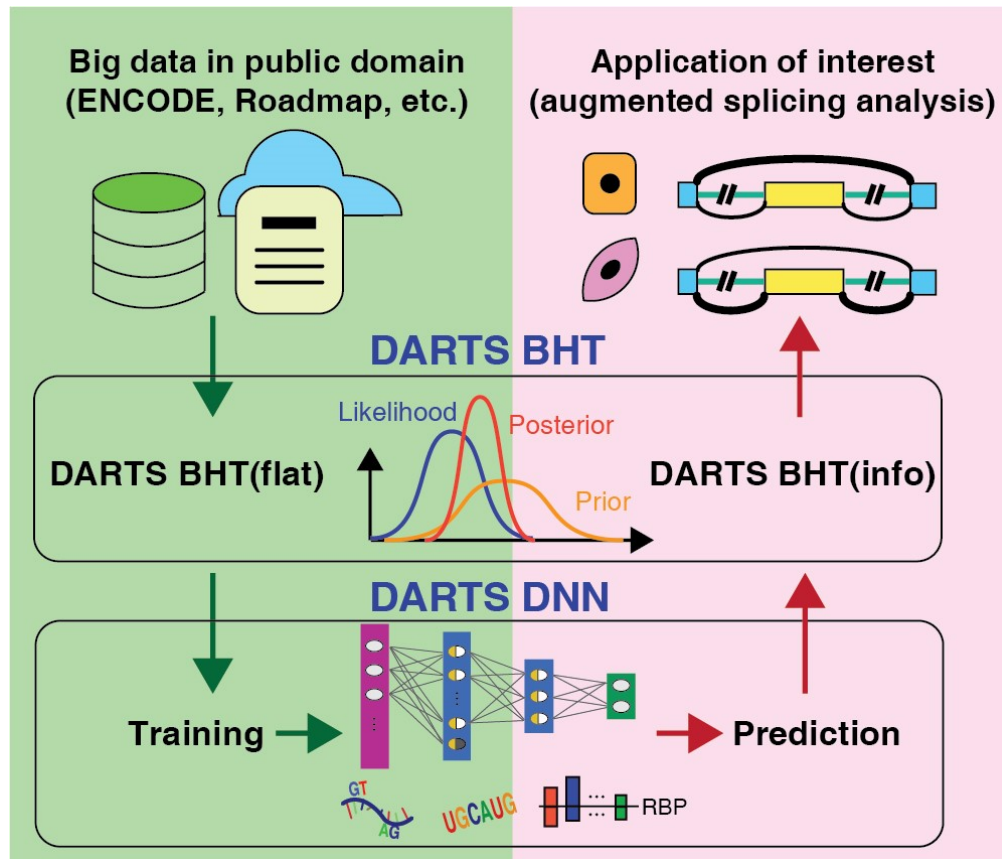 Big data in public domain
(ENCODE, Roadmap, etc.)
Application of interest
(augmented splicing analysis)
DARTS BHT
Likelihood
Posterior
Prior
DARTS BHT(flat)
DARTS BHT(info)
DARTS DNN
Training
Prediction
GT
AG
UGCAUG
RBP